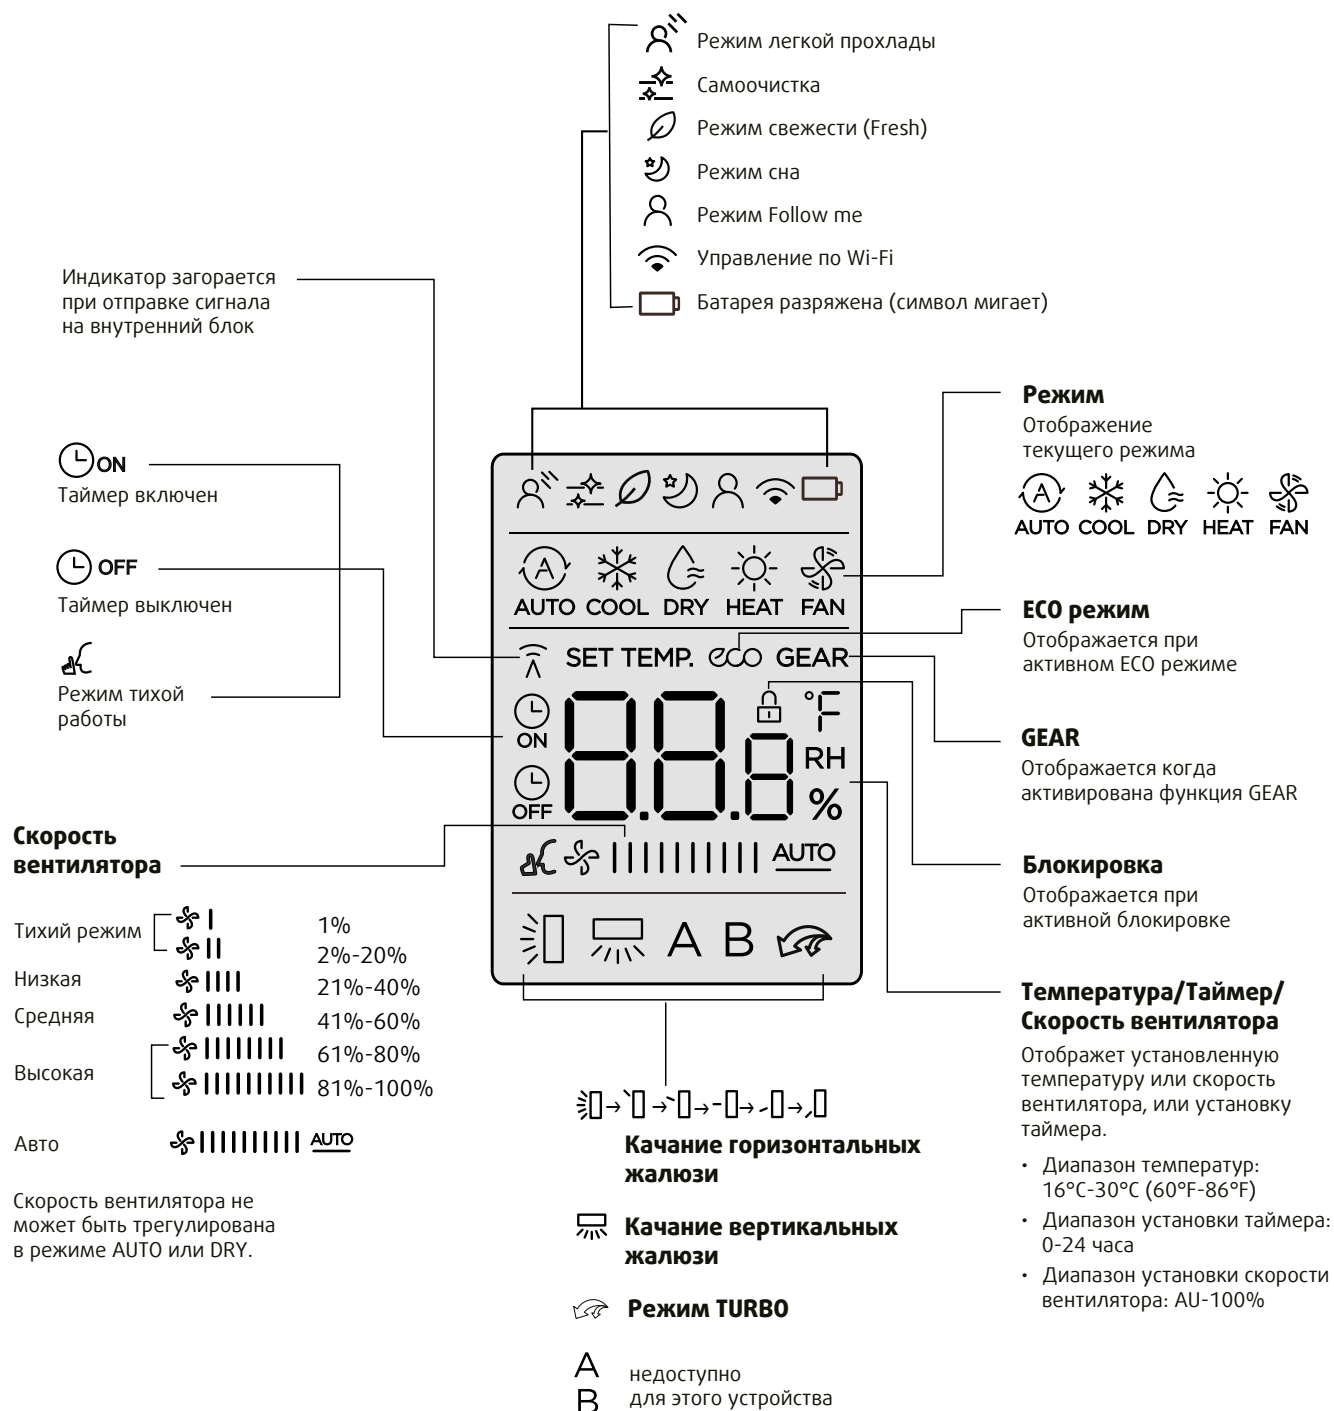 Режим легкой прохлады
Самоочистка
Режим свежести (Fresh)
Режим сна
Режим Follow me
Управление по Wi-Fi
Батарея разряжена (символ мигает)
Индикатор загорается
при отправке сигнала
на внутренний блок
ON
Таймер включен
OFF
Таймер выключен
Режим тихой
работы
Скорость
вентилятора
Тихий режим
1%
2%-20%
Низкая
21%-40%
Средняя
41%-60%
Высокая
61%-80%
81%-100%
Авто
AUTO
Скорость вентилятора не
может быть трегулирована
в режиме AUTO или DRY.
A
AUTO COOL DRY HEAT FAN
SET TEMP. eco GEAR
ON
OFF
88.8
°F
RH
%
AUTO
A B
Качание горизонтальных
жалюзи
Качание вертикальных
жалюзи
Режим TURBO
A
B
недоступно
для этого устройства
Режим
Отображение
текущего режима
A
AUTO COOL DRY HEAT FAN
ECO режим
Отображается при
активном ECO режиме
GEAR
Отображается когда
активирована функция GEAR
Блокировка
Отображается при
активной блокировке
Температура/Таймер/
Скорость вентилятора
Отображет установленную
температуру или скорость
вентилятора, или установку
таймера.
• Диапазон температур:
16°C-30°C (60°F-86°F)
• Диапазон установки таймера:
0-24 часа
• Диапазон установки скорости
вентилятора: AU-100%